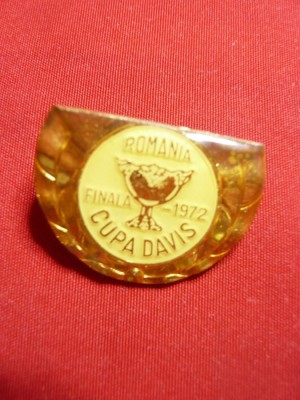 ROMANIA
FINALA 1972
CUPA DAVIS